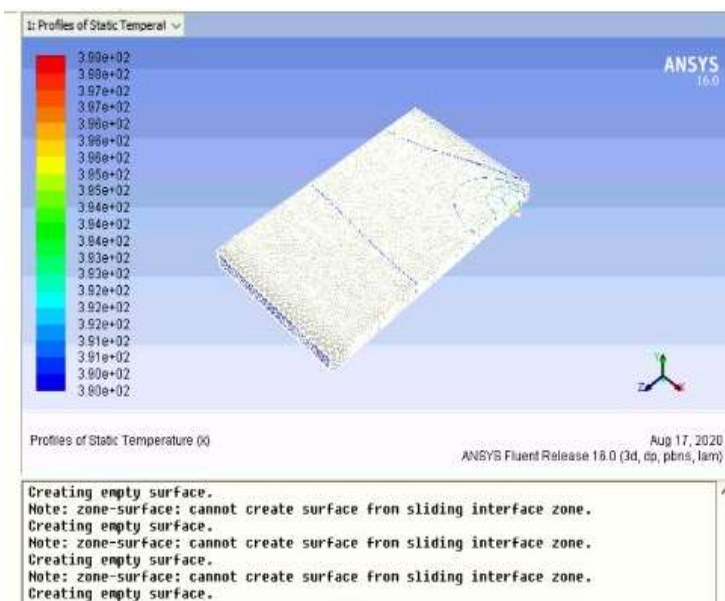 1: Profiles of Static Temperat
3.99e+02
3.98e+02
3.97e+02
3.97e+02
3.96e+02
3.96e+02
3.96e+02
3.95e+02
3.95e+02
3.94e+02
3.94e+02
3.94e+02
3.93e+02
3.93e+02
3.92e+02
3.92e+02
3.92e+02
3.91e+02
3.91e+02
3.90e+02
3.90e+02
ANSYS
16.0
Y
Z
X
Profiles of Static Temperature (k)
Aug 17, 2020
ANSYS Fluent Release 16.0 (3d, dp, pbns, lam)
Creating empty surface.
Note: zone-surface: cannot create surface from sliding interface zone.
Creating empty surface.
Note: zone-surface: cannot create surface from sliding interface zone.
Creating empty surface.
Note: zone-surface: cannot create surface from sliding interface zone.
Creating empty surface.